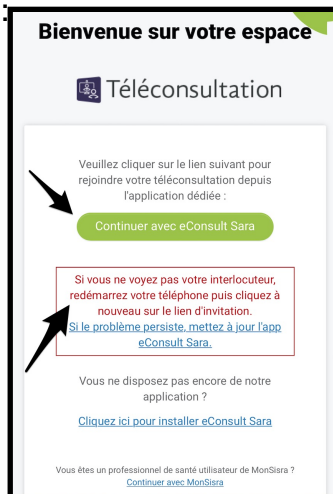 Bienvenue sur votre espace
Téléconsultation
Veuillez cliquer sur le lien suivant pour
rejoindre votre téléconsultation depuis
l'application dédiée :
Continuer avec eConsult Sara
Si vous ne voyez pas votre interlocuteur,
redémarrez votre téléphone puis cliquez à
nouveau sur le lien d'invitation.
Si le problème persiste, mettez à jour l'app
eConsult Sara.
Vous ne disposez pas encore de notre
application ?
Cliquez ici pour installer eConsult Sara
Vous êtes un professionnel de santé utilisateur de MonSisra ?
Continuer avec MonSisra